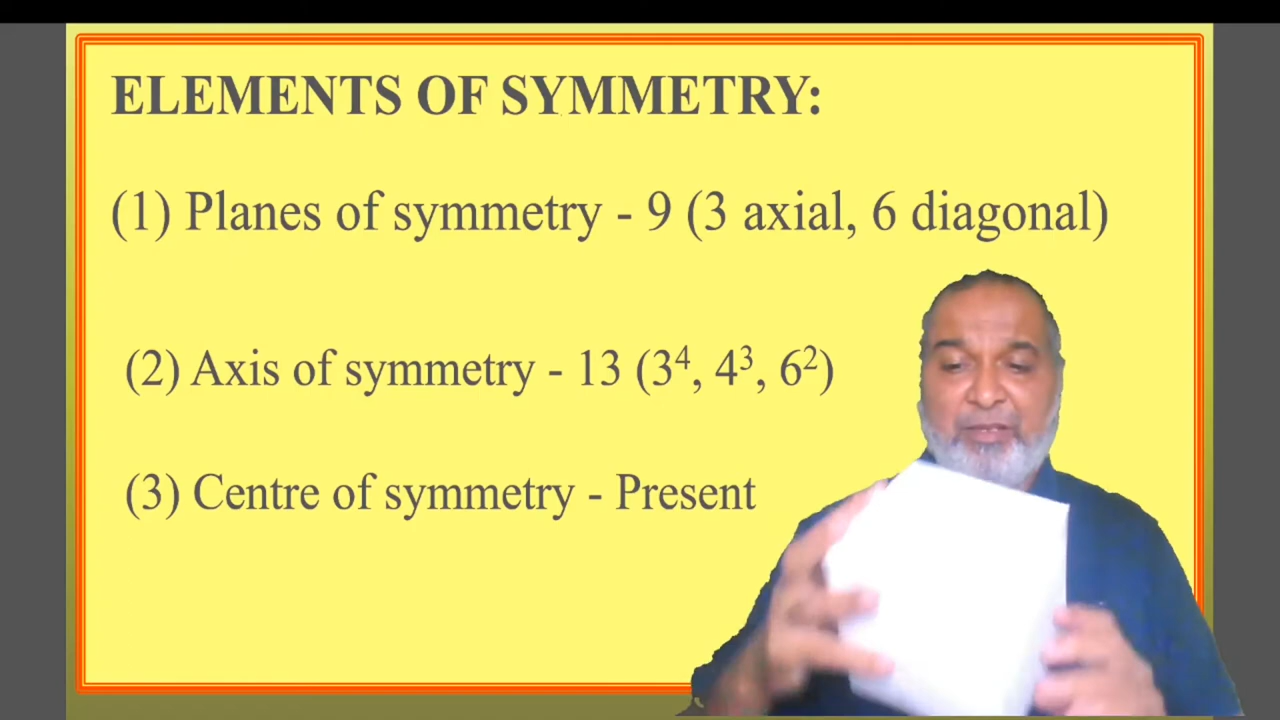 ELEMENTS OF SYMMETRY:
(1) Planes of symmetry - 9 (3 axial, 6 diagonal)
(2) Axis of symmetry - 13 (3⁴, 4³, 6²)
(3) Centre of symmetry - Present